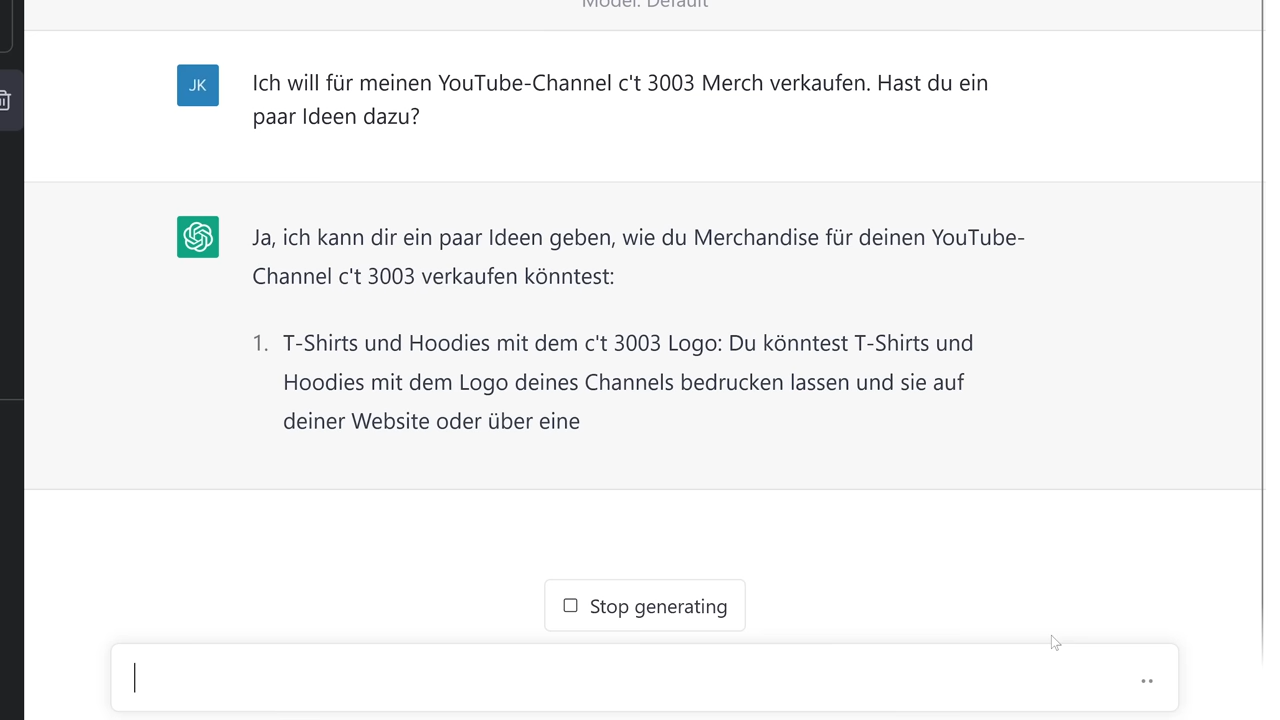 Model: Default
JK
Ich will für meinen YouTube-Channel c't 3003 Merch verkaufen. Hast du ein
paar Ideen dazu?
Ja, ich kann dir ein paar Ideen geben, wie du Merchandise für deinen YouTube-
Channel c't 3003 verkaufen könntest:
1. T-Shirts und Hoodies mit dem c't 3003 Logo: Du könntest T-Shirts und
Hoodies mit dem Logo deines Channels bedrucken lassen und sie auf
deiner Website oder über eine
Stop generating